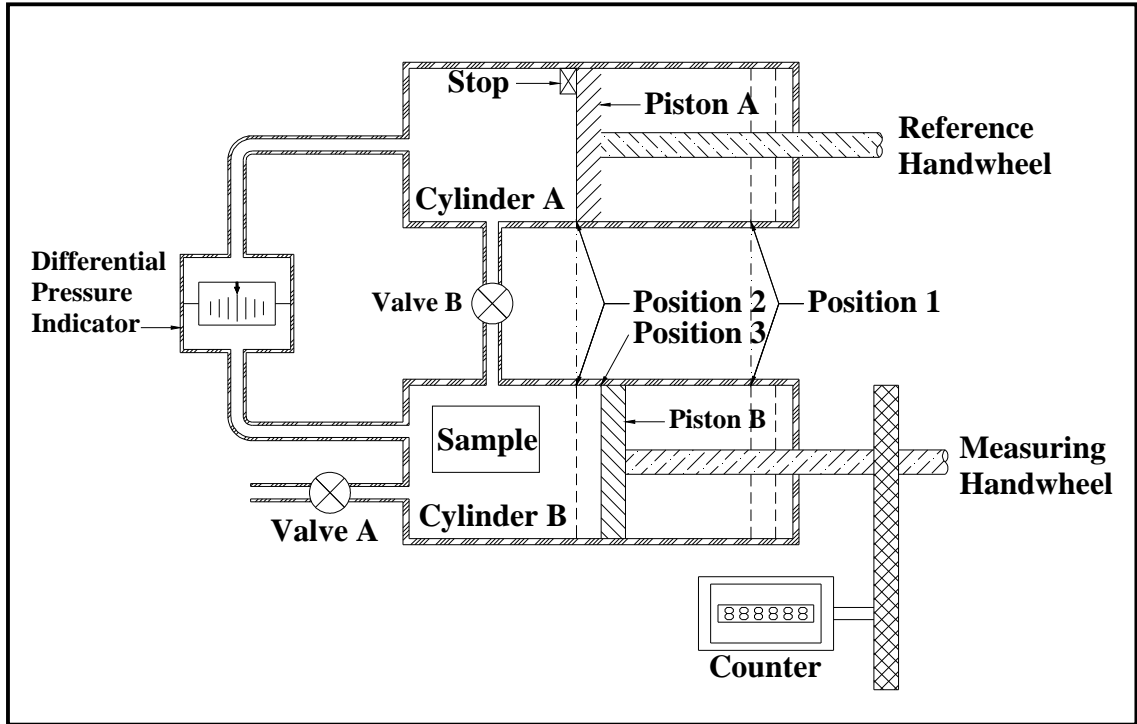 Stop
Piston A
Reference
Handwheel
Cylinder A
Differential
Pressure
Indicator
Valve B
Position 2
Position 1
Position 3
Piston B
Sample
Measuring
Handwheel
Cylinder B
Valve A
888888
Counter